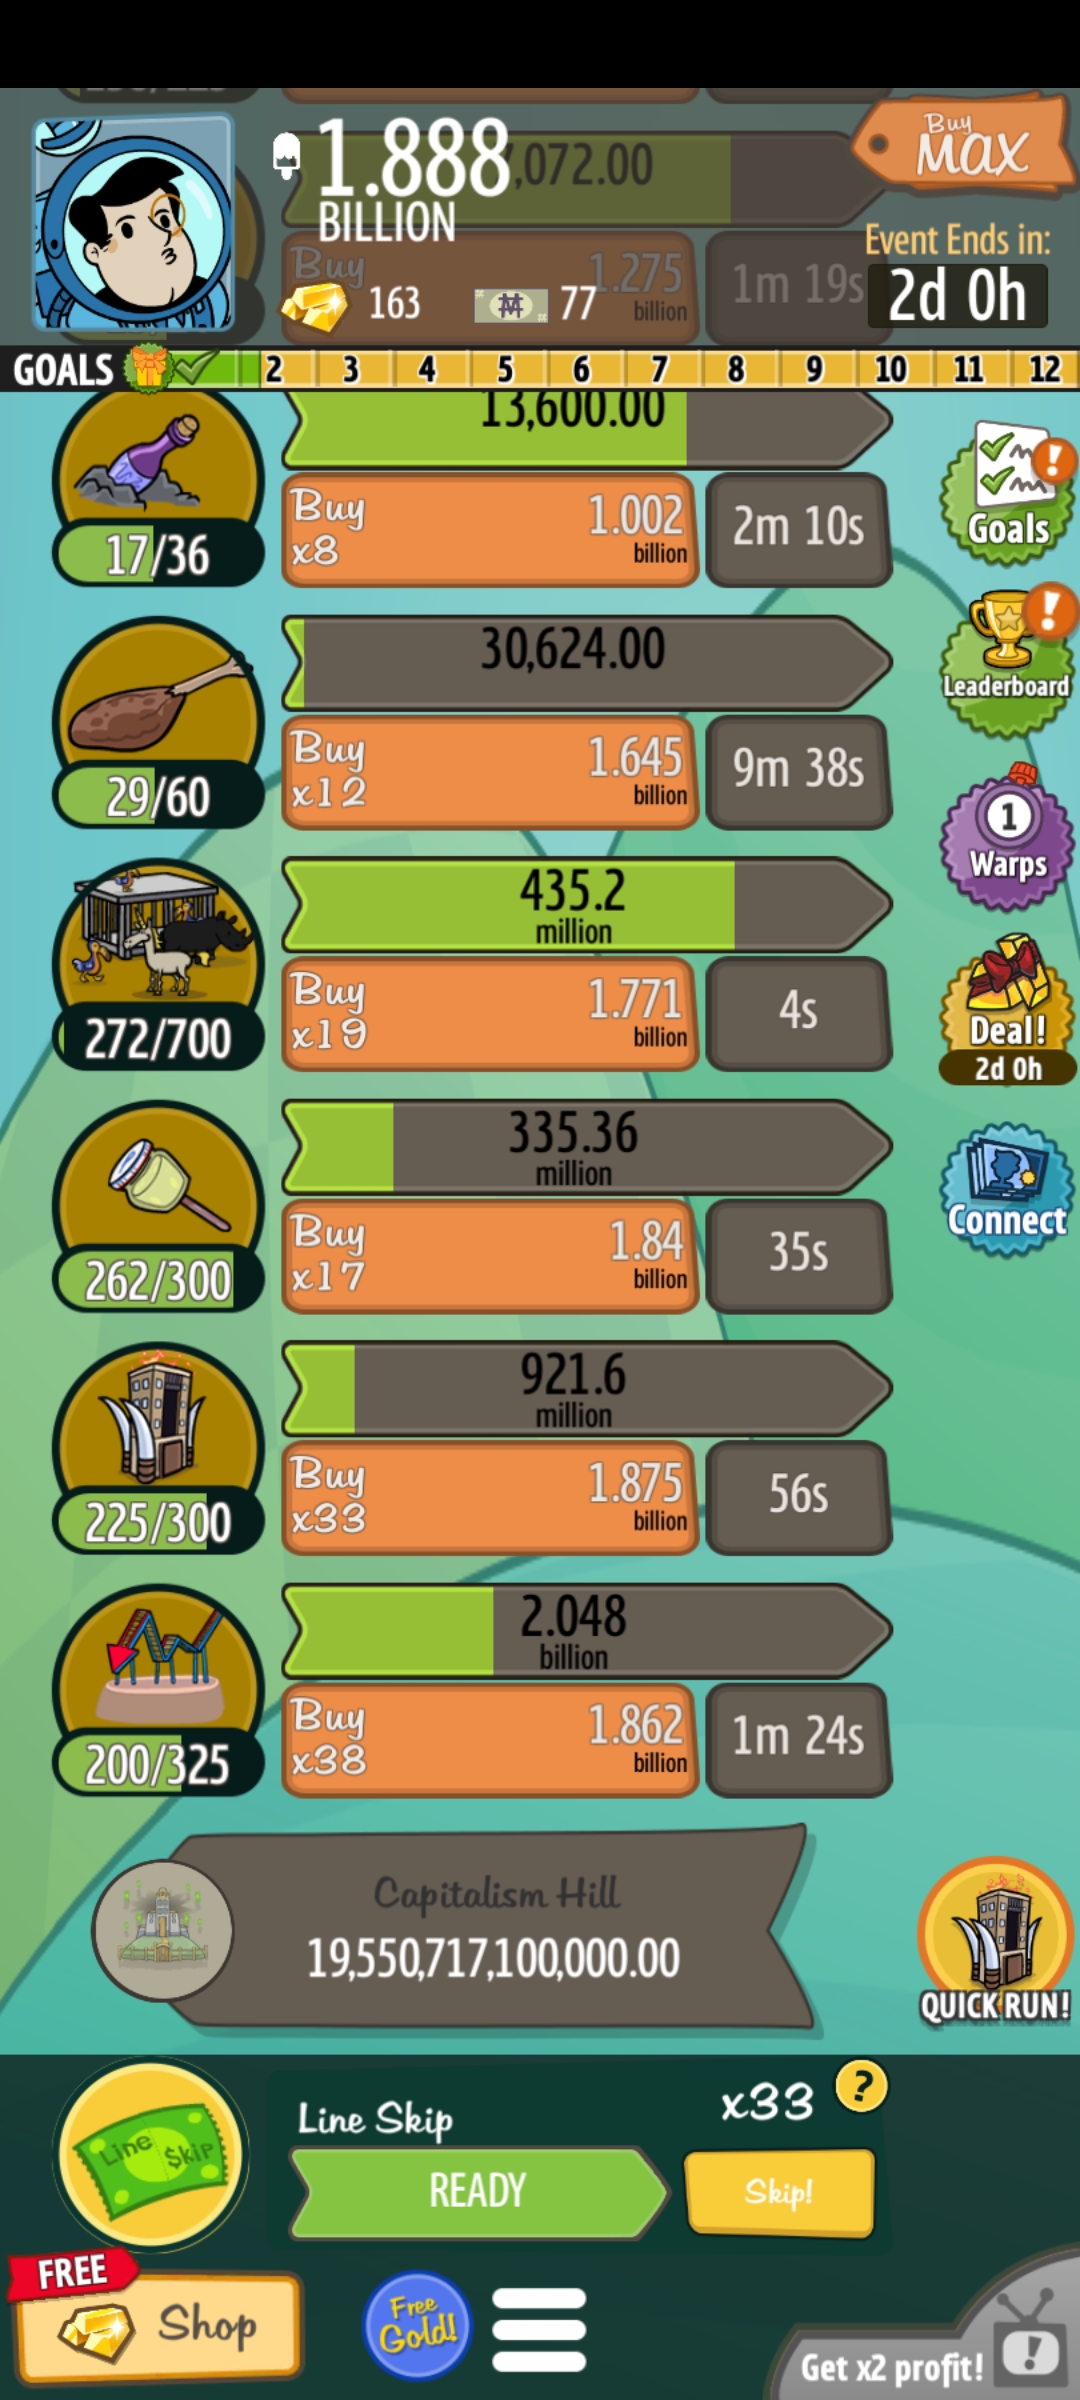 1.888
BILLION
,072.00
Buy
MAX
Event Ends in:
2d 0h
Buy
1.275
billion
1m 19s
163
77
GOALS
2 3 4 5 6 7 8 9 10 11 12
13,600.00
17/36
Buy
x8
1.002
billion
2m 10s
Goals
30,624.00
29/60
Buy
x12
1.645
billion
9m 38s
Leaderboard
1
Warps
435.2
million
272/700
Buy
x19
1.771
billion
4s
Deal!
2d 0h
335.36
million
262/300
Buy
x17
1.84
billion
35s
Connect
921.6
million
225/300
Buy
x33
1.875
billion
56s
2.048
billion
200/325
Buy
x38
1.862
billion
1m 24s
Capitalism Hill
19,550,717,100,000.00
QUICK RUN!
Line $kip
Line Skip
x33
?
READY
Skip!
FREE
Shop
Free
Gold!
Get x2 profit!